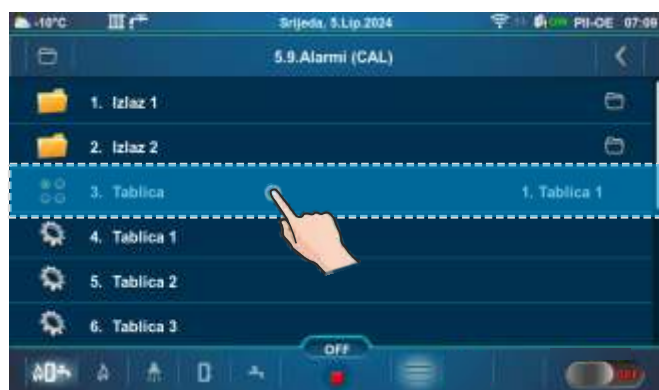 -10°C Srijeda, 5.Lip.2024 PII-OE 07:09
5.9.Alarmi (CAL)
1. Izlaz 1
2. Izlaz 2
3. Tablica 1. Tablica 1
4. Tablica 1
5. Tablica 2
6. Tablica 3
OFF
OFF